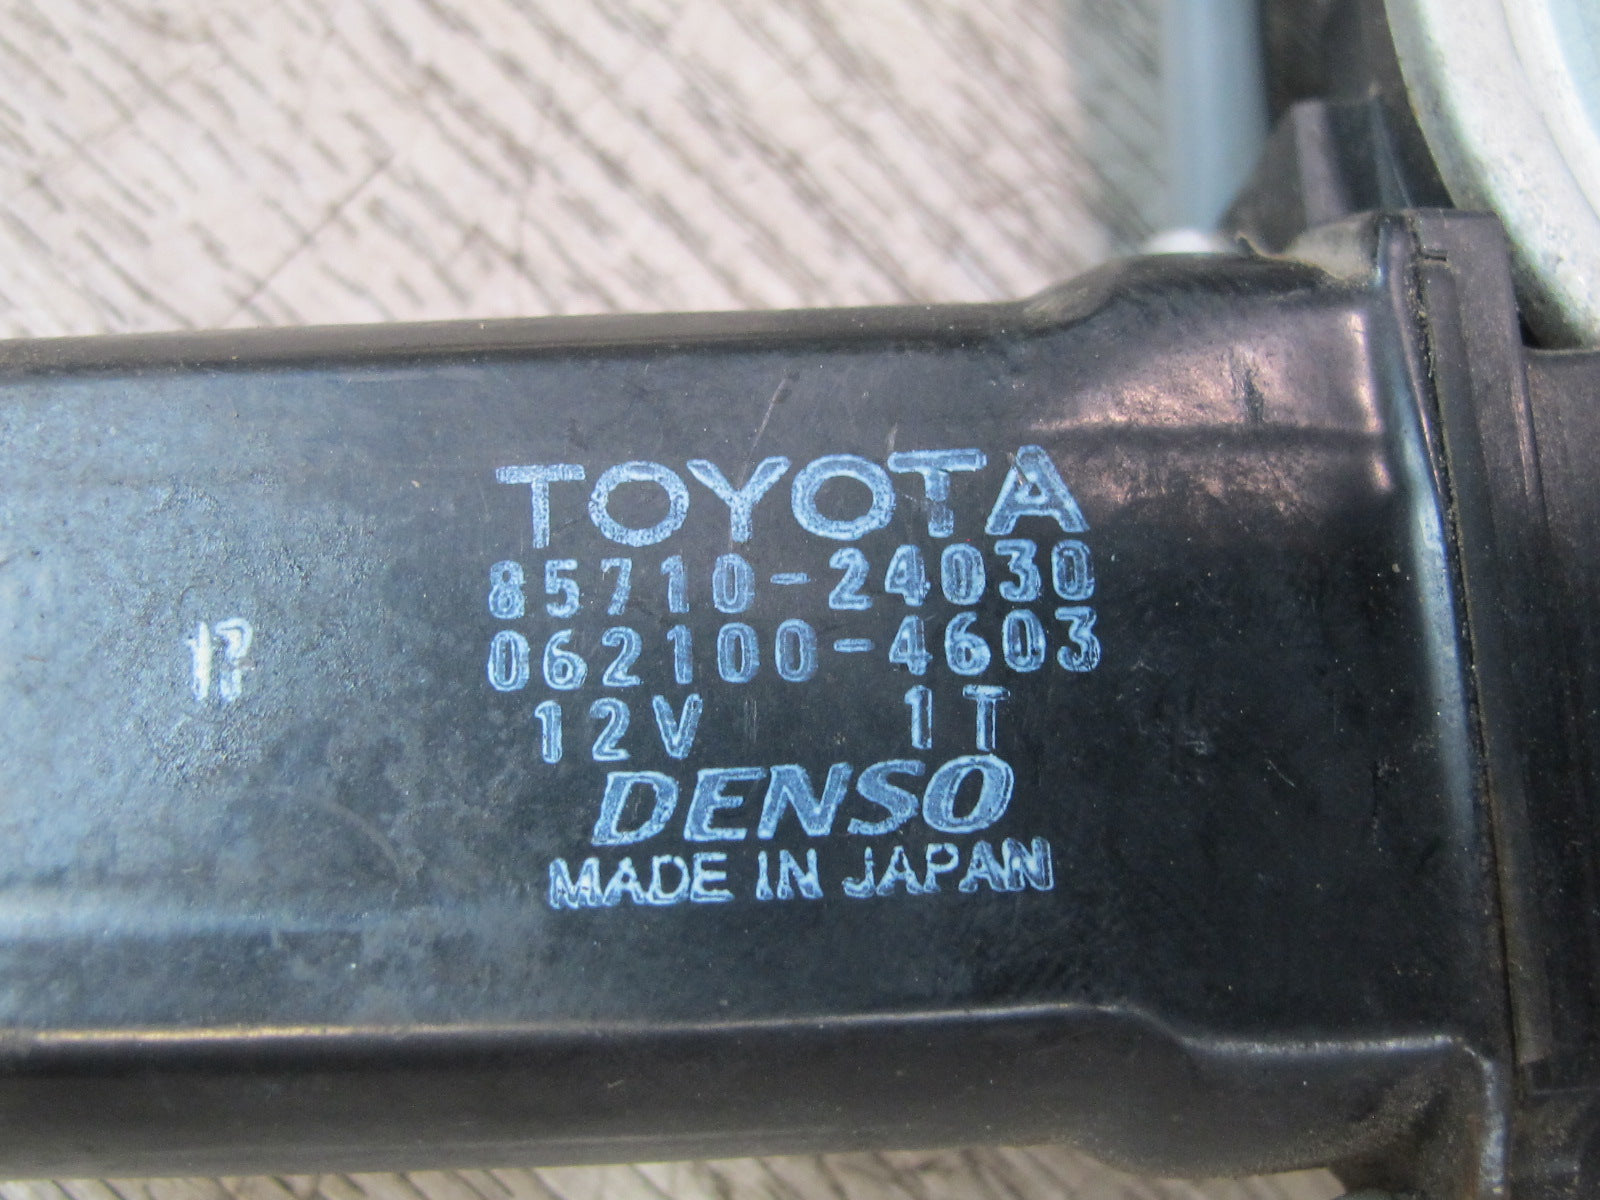 TOYOTA
85710-24030
062100-4603
12V 1T
DENSO
MADE IN JAPAN